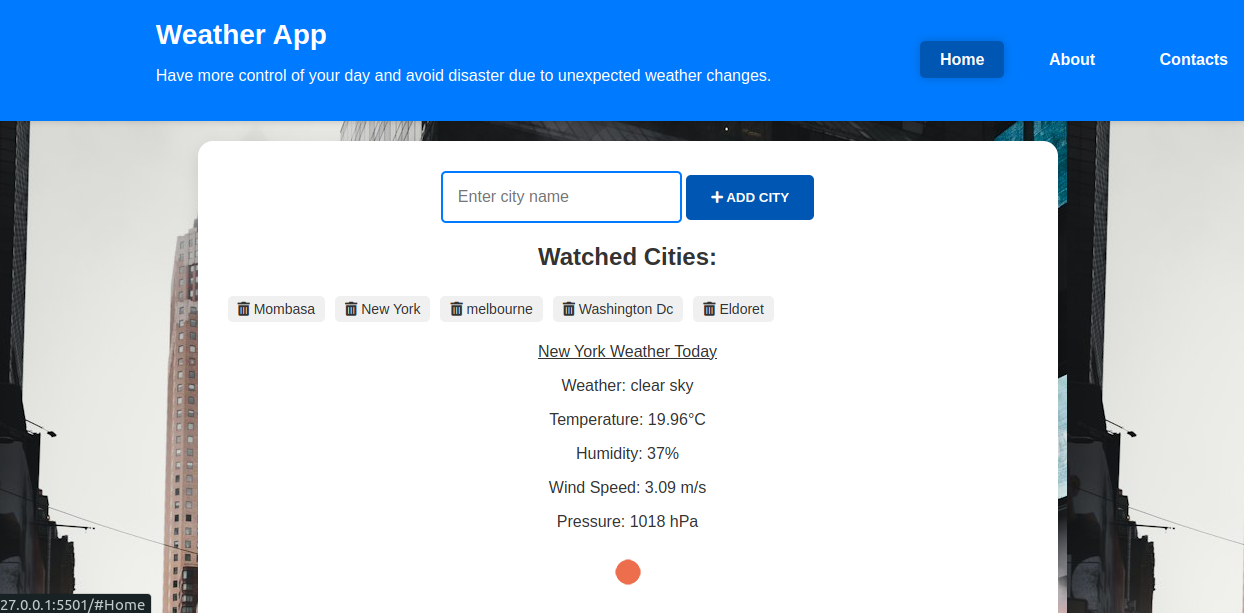 Weather App
Have more control of your day and avoid disaster due to unexpected weather changes.
Home About Contacts
Enter city name
ADD CITY
Watched Cities:
Mombasa New York melbourne Washington Dc Eldoret
New York Weather Today
Weather: clear sky
Temperature: 19.96°C
Humidity: 37%
Wind Speed: 3.09 m/s
Pressure: 1018 hPa
27.0.0.1:5501/#Home